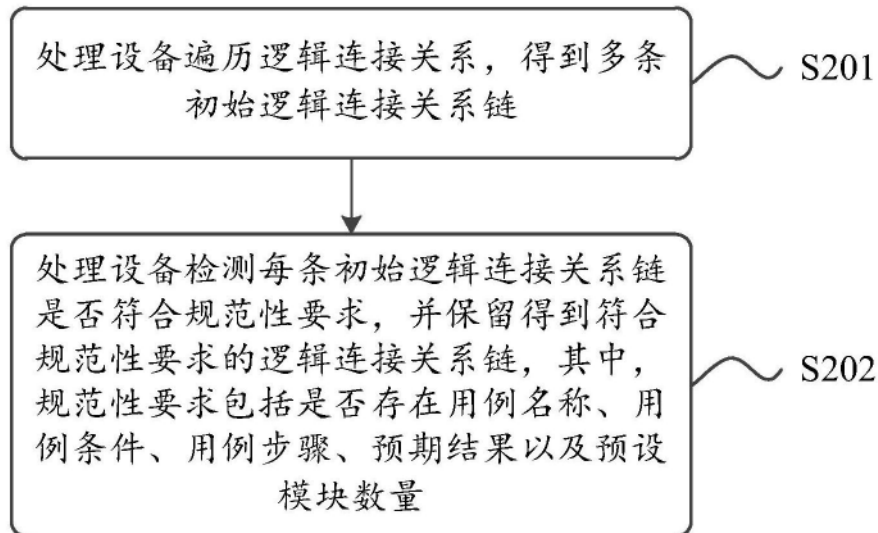 处理设备遍历逻辑连接关系，得到多条
初始逻辑连接关系链
S201
处理设备检测每条初始逻辑连接关系链
是否符合规范性要求，并保留得到符合
规范性要求的逻辑连接关系链，其中，
规范性要求包括是否存在用例名称、用
例条件、用例步骤、预期结果以及预设
模块数量
S202